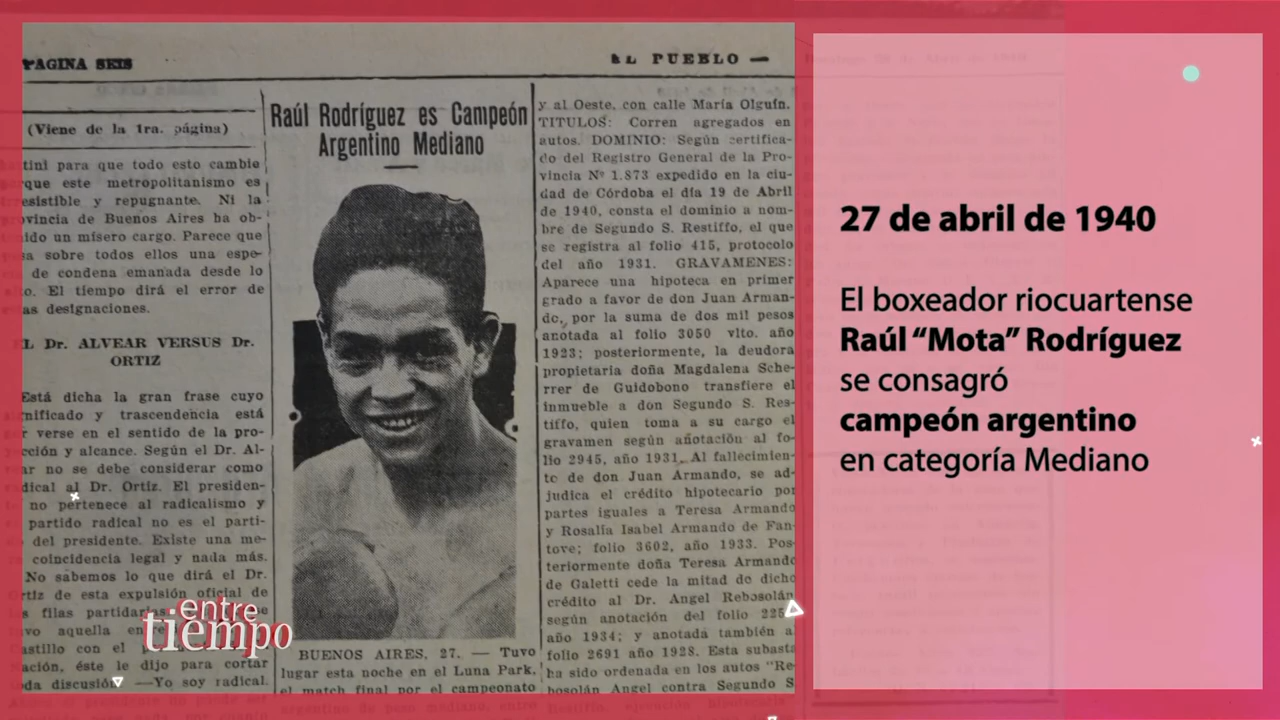 PAGINA SEIS
EL PUEBLO —
(Viene de la 1ra. página)
para que todo esto cambie
que este metropolitanismo es
y repugnante. Ni la
de Buenos Aires ha ob-
un mísero cargo. Parece que
sobre todos ellos una espe-
de condena emanada desde lo
El tiempo dirá el error de
designaciones.
Dr. ALVEAR VERSUS Dr.
ORTIZ
Está dicha la gran frase cuyo
y trascendencia está
verse en el sentido de la pro-
y alcance. Según el Dr. Al-
no se debe considerar como
al Dr. Ortiz. El presiden-
no pertenece al radicalismo y
partido radical no es el parti-
del presidente. Existe una me-
coincidencia legal y nada más.
No sabemos lo que dirá el Dr.
de esta expulsión oficial de
filas
aquella
con el
éste le dijo para cortar
discusión —Yo soy radical.
Raúl Rodríguez es Campeón
Argentino Mediano
BUENOS AIRES, 27. — Tuvo
lugar esta noche en el Luna Park,
el match final por el campeonato
y al Oeste, con calle María Olguín.
TITULOS: Corren agregados en
autos. DOMINIO: Según certifica-
do del Registro General de la Pro-
vincia Nº 1.873 expedido en la ciu-
dad de Córdoba el día 19 de Abril
de 1940, consta el dominio a nom-
bre de Segundo S. Restiffo, el que
se registra al folio 415, protocolo
del año 1931. GRAVAMENES:
Aparece una hipoteca en primer
grado a favor de don Juan Arman-
do, por la suma de dos mil pesos
anotada al folio 3050 vlto. año
1923; posteriormente, la deudora
propietaria doña Magdalena Sche-
rrer de Guidobono transfiere el
inmueble a don Segundo S. Res-
tiffo, quien toma a su cargo el
gravamen según anotación al fo-
lio 2945, año 1931. Al fallecimien-
to de don Juan Armando, se ad-
judica el crédito hipotecario por
partes iguales a Teresa Armando
y Rosalía Isabel Armando de Fan-
tove; folio 3602, año 1933. Pos-
teriormente doña Teresa Armando
de Galetti cede la mitad de dicho
crédito al Dr. Angel Rebosolán
según anotación del folio
año 1934; y anotada también a
folio 2691 año 1928. Esta subasta
ha sido ordenada en los autos "Re-
bosolán Angel contra Segundo S
entre
tiempo
27 de abril de 1940
El boxeador riocuartense
Raúl “Mota” Rodríguez
se consagró
campeón argentino
en categoría Mediano